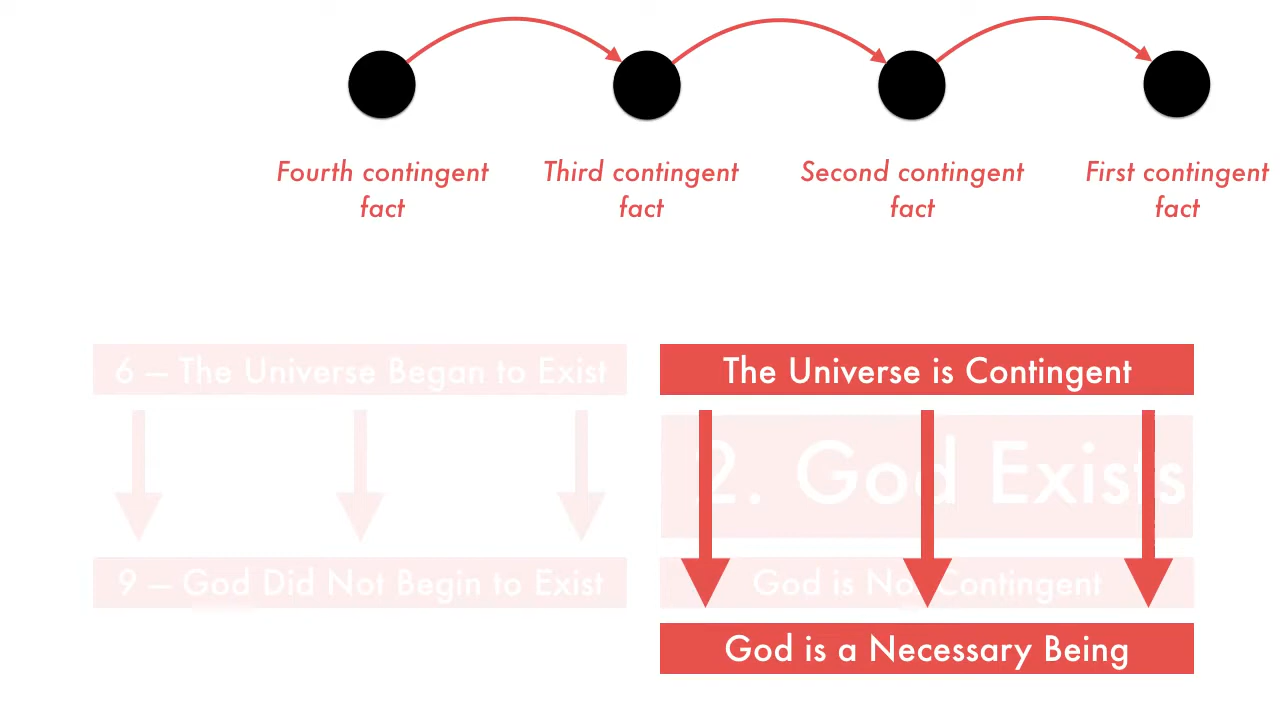 Fourth contingent
fact
Third contingent
fact
Second contingent
fact
First contingent
fact
6 – The Universe Began to Exist
The Universe is Contingent
2. God Exists
9 – God Did Not Begin to Exist
God is Not Contingent
God is a Necessary Being